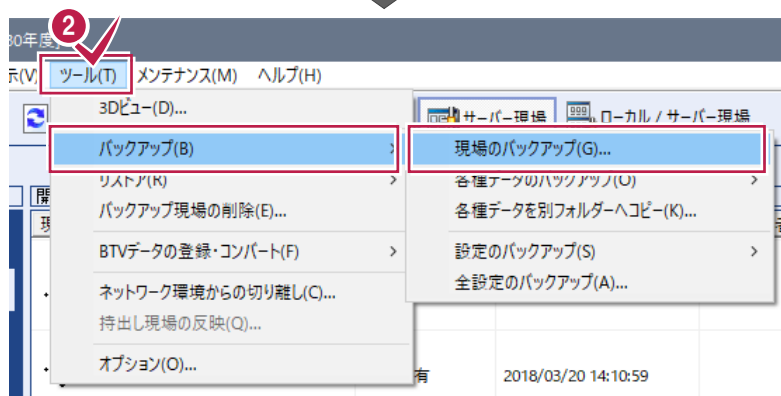 2
30年度
示(V) ツール(T) メンテナンス(M) ヘルプ(H)
3Dビュー(D)...
サーバー現場
ローカル / サーバー現場
バックアップ(B)
現場のバックアップ(G)...
リストア(R)
各種データのバックアップ(O)
バックアップ現場の削除(E)...
各種データを別フォルダーへコピー(K)...
BTVデータの登録・コンバート(F)
設定のバックアップ(S)
ネットワーク環境からの切り離し(C)...
全設定のバックアップ(A)...
持出し現場の反映(Q)...
オプション(O)...
有
2018/03/20 14:10:59